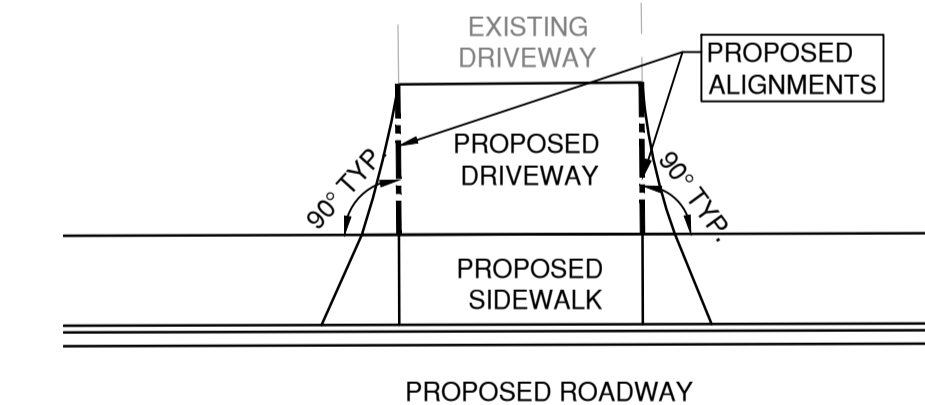 EXISTING
DRIVEWAY
PROPOSED
ALIGNMENTS
PROPOSED
DRIVEWAY
90° TYP.
90° TYP.
PROPOSED
SIDEWALK
PROPOSED ROADWAY